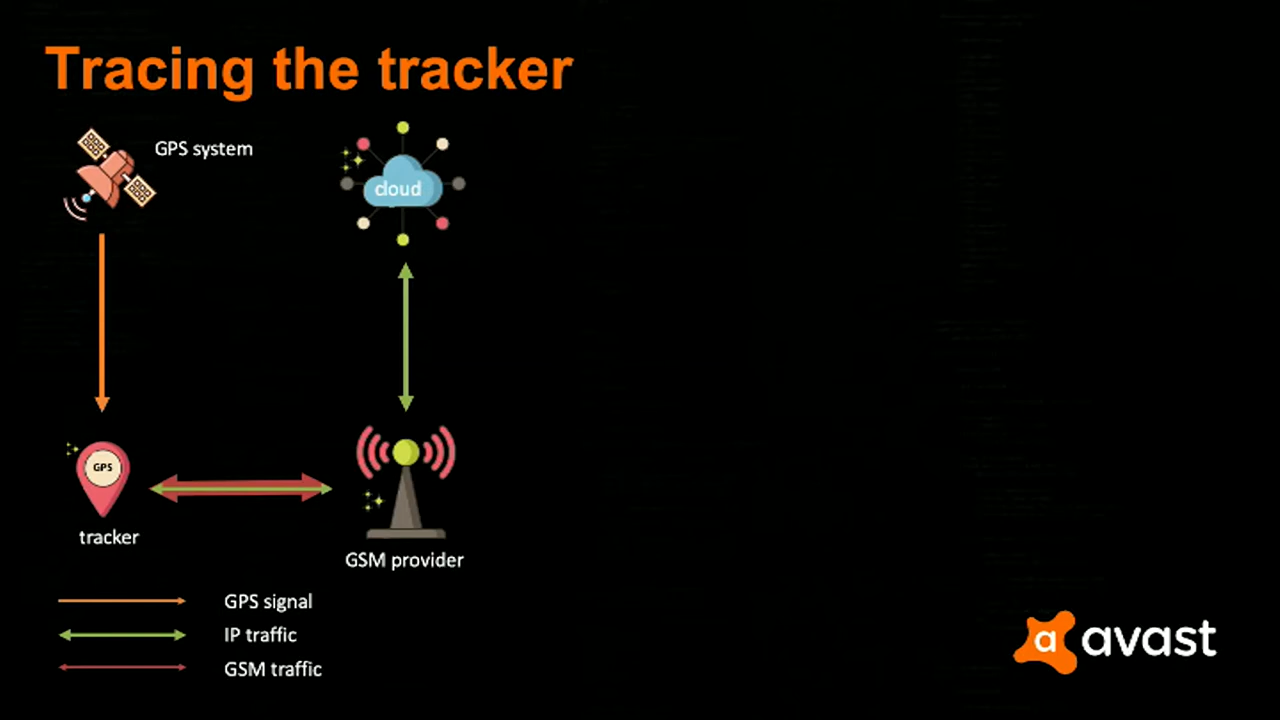 Tracing the tracker
GPS system
cloud
GPS
tracker
GSM provider
GPS signal
IP traffic
GSM traffic
a avast